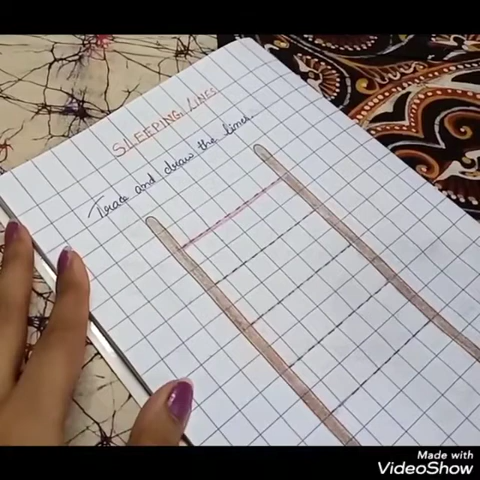 SLEEPING LINES
Trace and draw the lines.
Made with
VideoShow